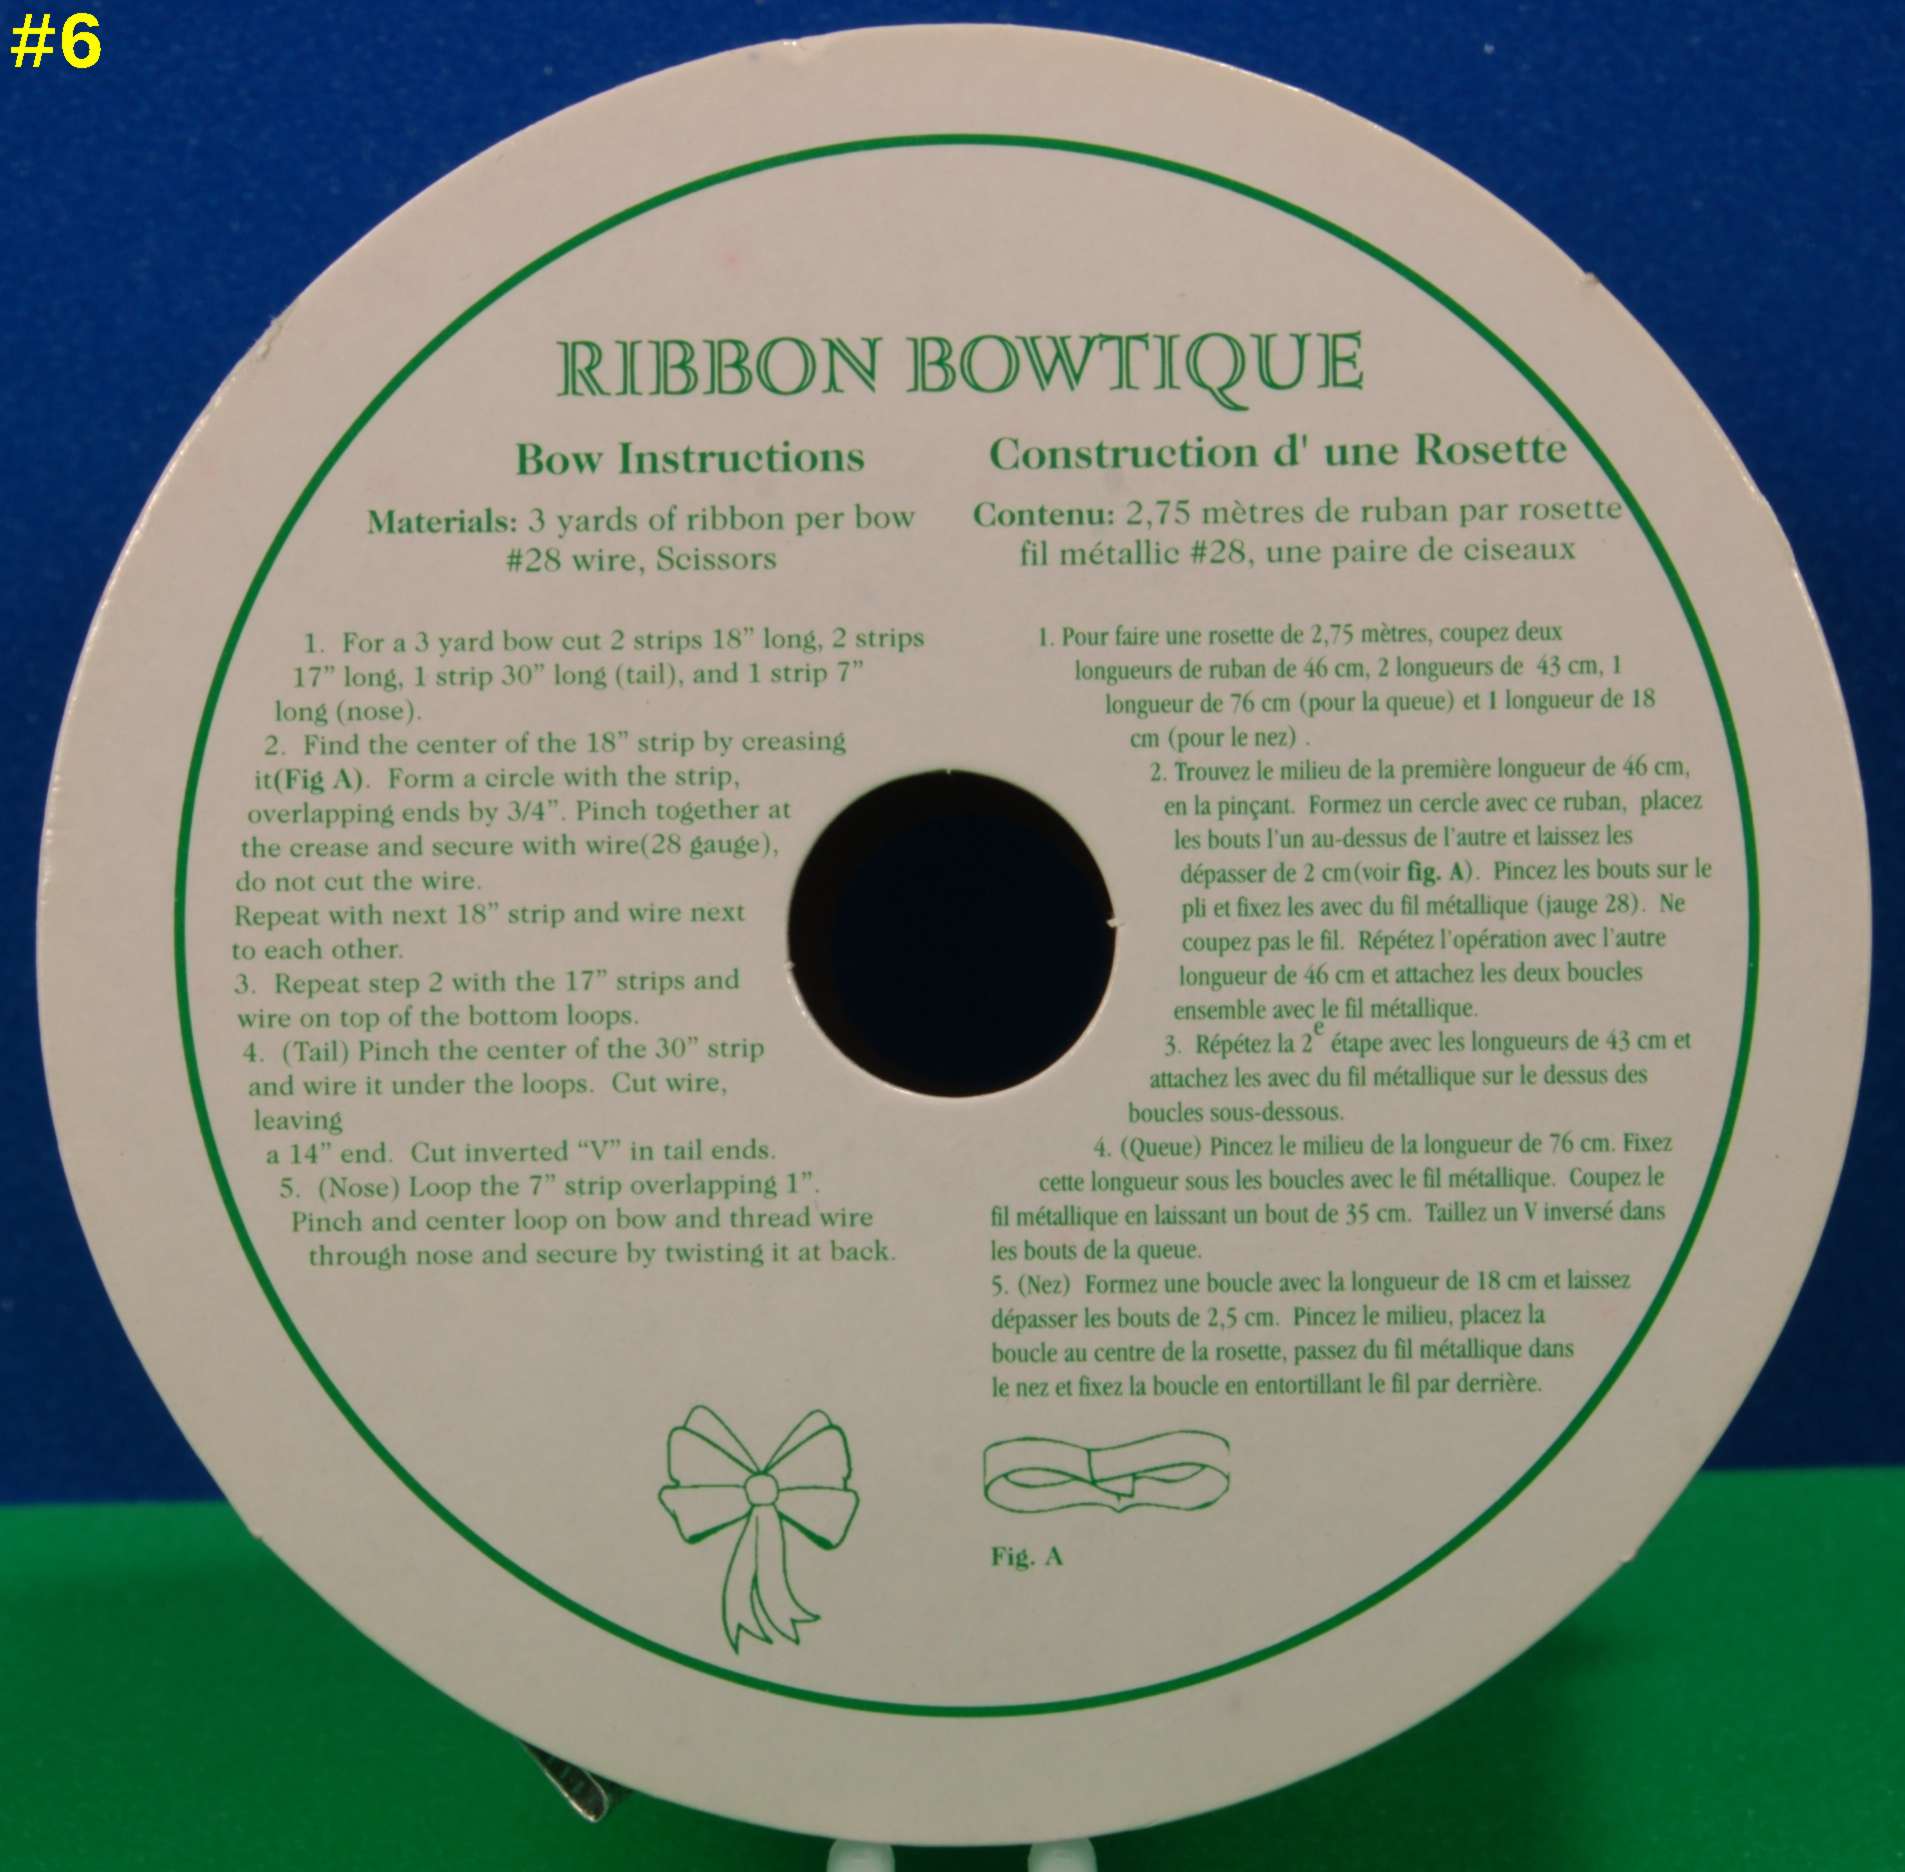 #6
RIBBON BOWTIQUE
Bow Instructions
Materials: 3 yards of ribbon per bow
#28 wire, Scissors
1. For a 3 yard bow cut 2 strips 18” long, 2 strips
17” long, 1 strip 30” long (tail), and 1 strip 7”
long (nose).
2. Find the center of the 18” strip by creasing
it(Fig A). Form a circle with the strip,
overlapping ends by 3/4”. Pinch together at
the crease and secure with wire(28 gauge),
do not cut the wire.
Repeat with next 18” strip and wire next
to each other.
3. Repeat step 2 with the 17” strips and
wire on top of the bottom loops.
4. (Tail) Pinch the center of the 30” strip
and wire it under the loops. Cut wire,
leaving
a 14” end. Cut inverted “V” in tail ends.
5. (Nose) Loop the 7” strip overlapping 1”.
Pinch and center loop on bow and thread wire
through nose and secure by twisting it at back.
Construction d' une Rosette
Contenu: 2,75 mètres de ruban par rosette
fil métallic #28, une paire de ciseaux
1. Pour faire une rosette de 2,75 mètres, coupez deux
longueurs de ruban de 46 cm, 2 longueurs de 43 cm, 1
longueur de 76 cm (pour la queue) et 1 longueur de 18
cm (pour le nez) .
2. Trouvez le milieu de la première longueur de 46 cm,
en la pinçant. Formez un cercle avec ce ruban, placez
les bouts l’un au-dessus de l’autre et laissez les
dépasser de 2 cm(voir fig. A). Pincez les bouts sur le
pli et fixez les avec du fil métallique (jauge 28). Ne
coupez pas le fil. Répétez l’opération avec l’autre
longueur de 46 cm et attachez les deux boucles
ensemble avec le fil métallique.
3. Répétez la 2e étape avec les longueurs de 43 cm et
attachez les avec du fil métallique sur le dessus des
boucles sous-dessous.
4. (Queue) Pincez le milieu de la longueur de 76 cm. Fixez
cette longueur sous les boucles avec le fil métallique. Coupez le
fil métallique en laissant un bout de 35 cm. Taillez un V inversé dans
les bouts de la queue.
5. (Nez) Formez une boucle avec la longueur de 18 cm et laissez
dépasser les bouts de 2,5 cm. Pincez le milieu, placez la
boucle au centre de la rosette, passez du fil métallique dans
le nez et fixez la boucle en entortillant le fil par derrière.
Fig. A